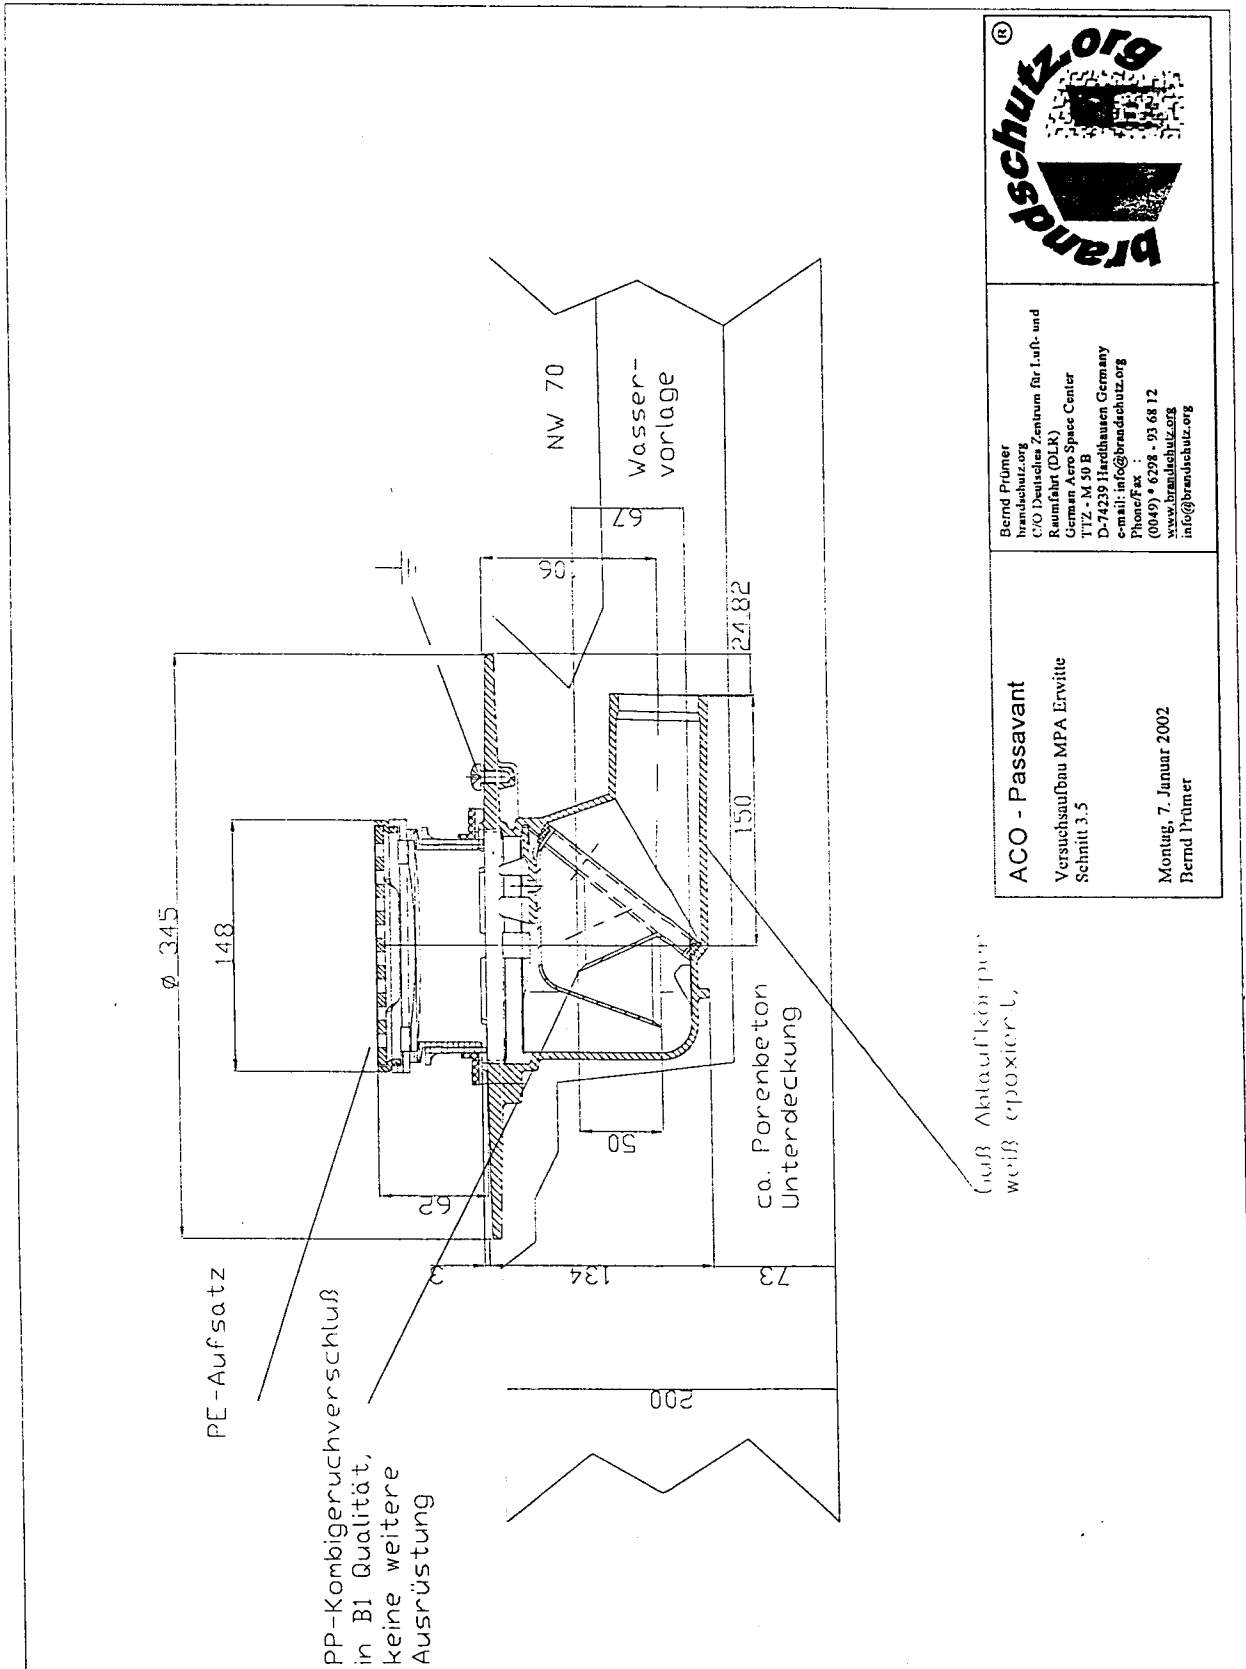 PE-Aufsatz
PP-Kombigeruchverschluß
in B1 Qualität,
keine weitere
Ausrüstung
Ø 345
148
62
3
134
73
200
50
ca. Porenbeton
Unterdeckung
150
24.82
67
NW 70
Wasser-
vorlage
Guß Ablaufkörper
weiß epoxiert,
ACO - Passavant
Versuchsaufbau MPA Erwitte
Schnitt 3.5
Montag, 7. Januar 2002
Bernd Prümer
Bernd Prümer
brandschutz.org
C/O Deutsches Zentrum für Luft- und
Raumfahrt (DLR)
German Aero Space Center
TTZ - M 50 B
D-74239 Hardthausen Germany
e-mail: info@brandschutz.org
Phone/Fax :
(0049) * 6298 - 93 68 12
www.brandschutz.org
info@brandschutz.org
brandschutz.org
®